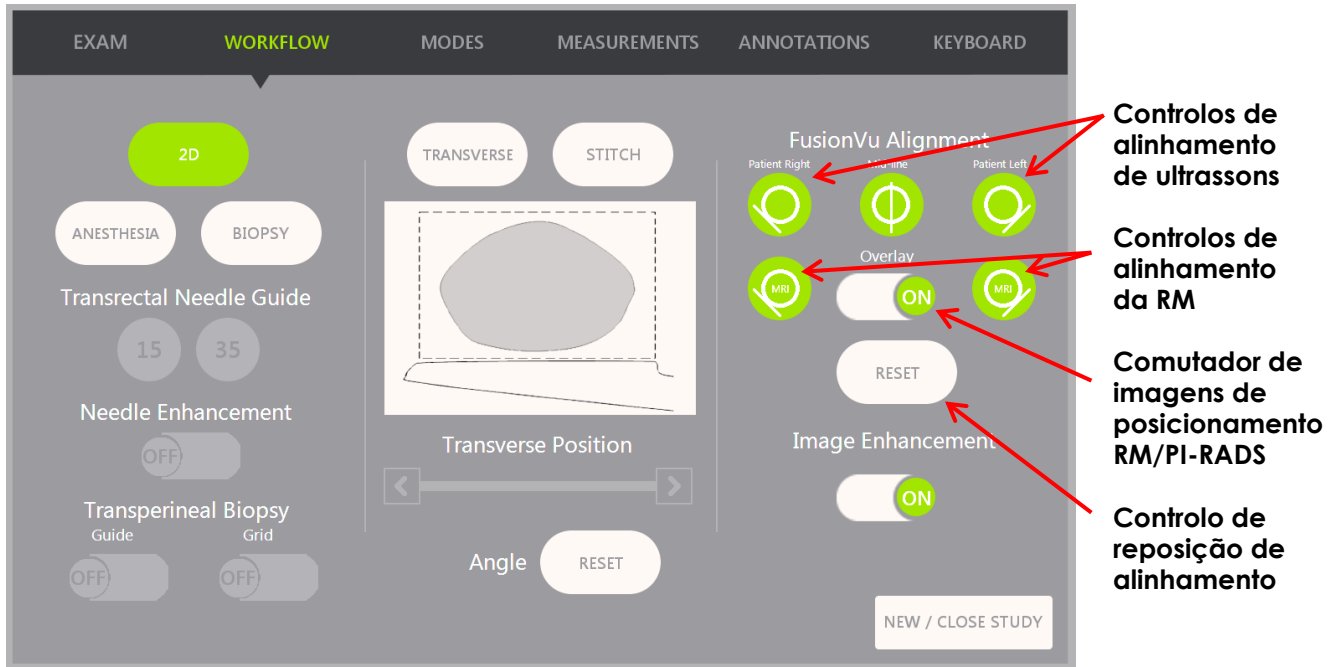 EXAM WORKFLOW MODES MEASUREMENTS ANNOTATIONS KEYBOARD
2D
ANESTHESIA BIOPSY
Transrectal Needle Guide
15 35
Needle Enhancement
OFF
Transperineal Biopsy
Guide Grid
OFF OFF
TRANSVERSE STITCH
Transverse Position
< >
Angle RESET
FusionVu Alignment
Patient Right Mid-line Patient Left
Overlay
MRI ON MRI
RESET
Image Enhancement
ON
NEW / CLOSE STUDY
Controlos de
alinhamento
de ultrassons
Controlos de
alinhamento
da RM
Comutador de
imagens de
posicionamento
RM/PI-RADS
Controlo de
reposição de
alinhamento